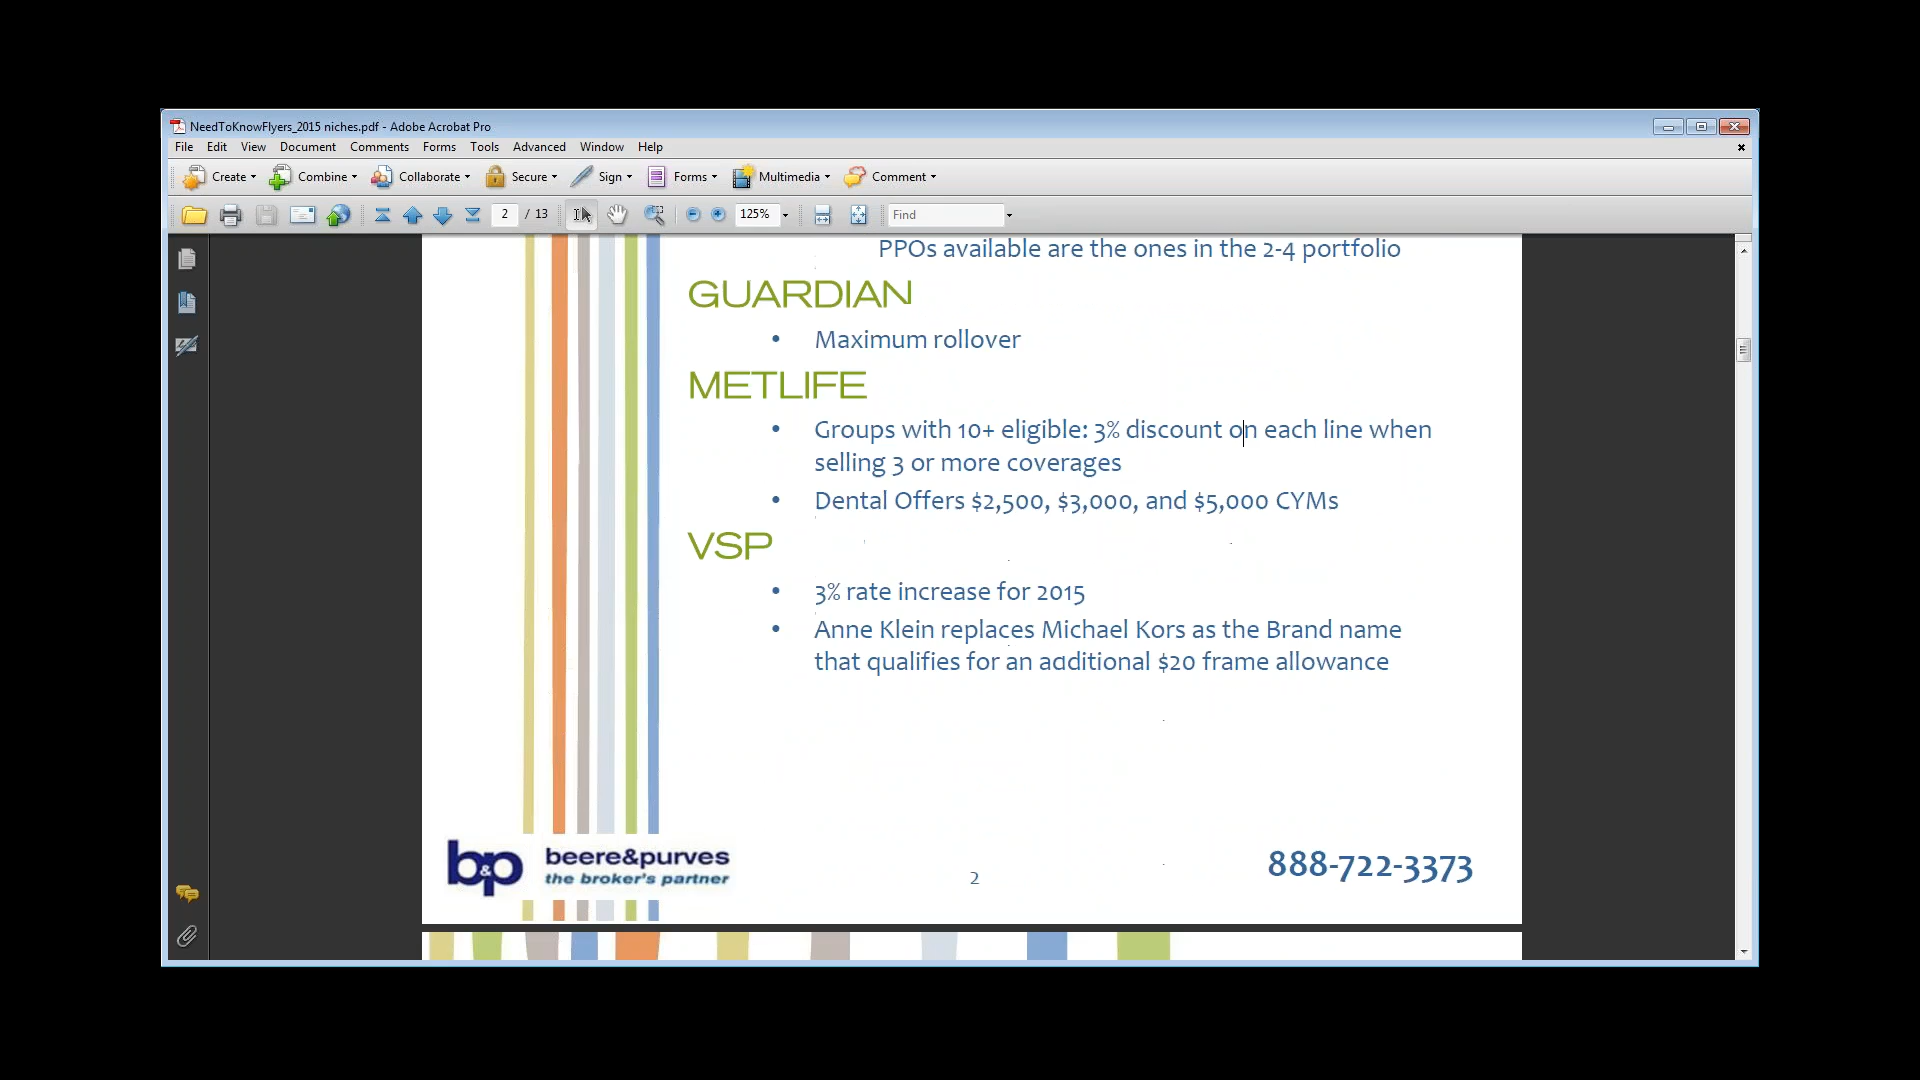 NeedToKnowFlyers_2015 niches.pdf - Adobe Acrobat Pro
File Edit View Document Comments Forms Tools Advanced Window Help
Create Combine Collaborate Secure Sign Forms Multimedia Comment
2 / 13 125% Find
PPOs available are the ones in the 2-4 portfolio
GUARDIAN
• Maximum rollover
METLIFE
• Groups with 10+ eligible: 3% discount on each line when
selling 3 or more coverages
• Dental Offers $2,500, $3,000, and $5,000 CYMs
VSP
• 3% rate increase for 2015
• Anne Klein replaces Michael Kors as the Brand name
that qualifies for an additional $20 frame allowance
b&p beere&purves
the broker's partner
2
888-722-3373